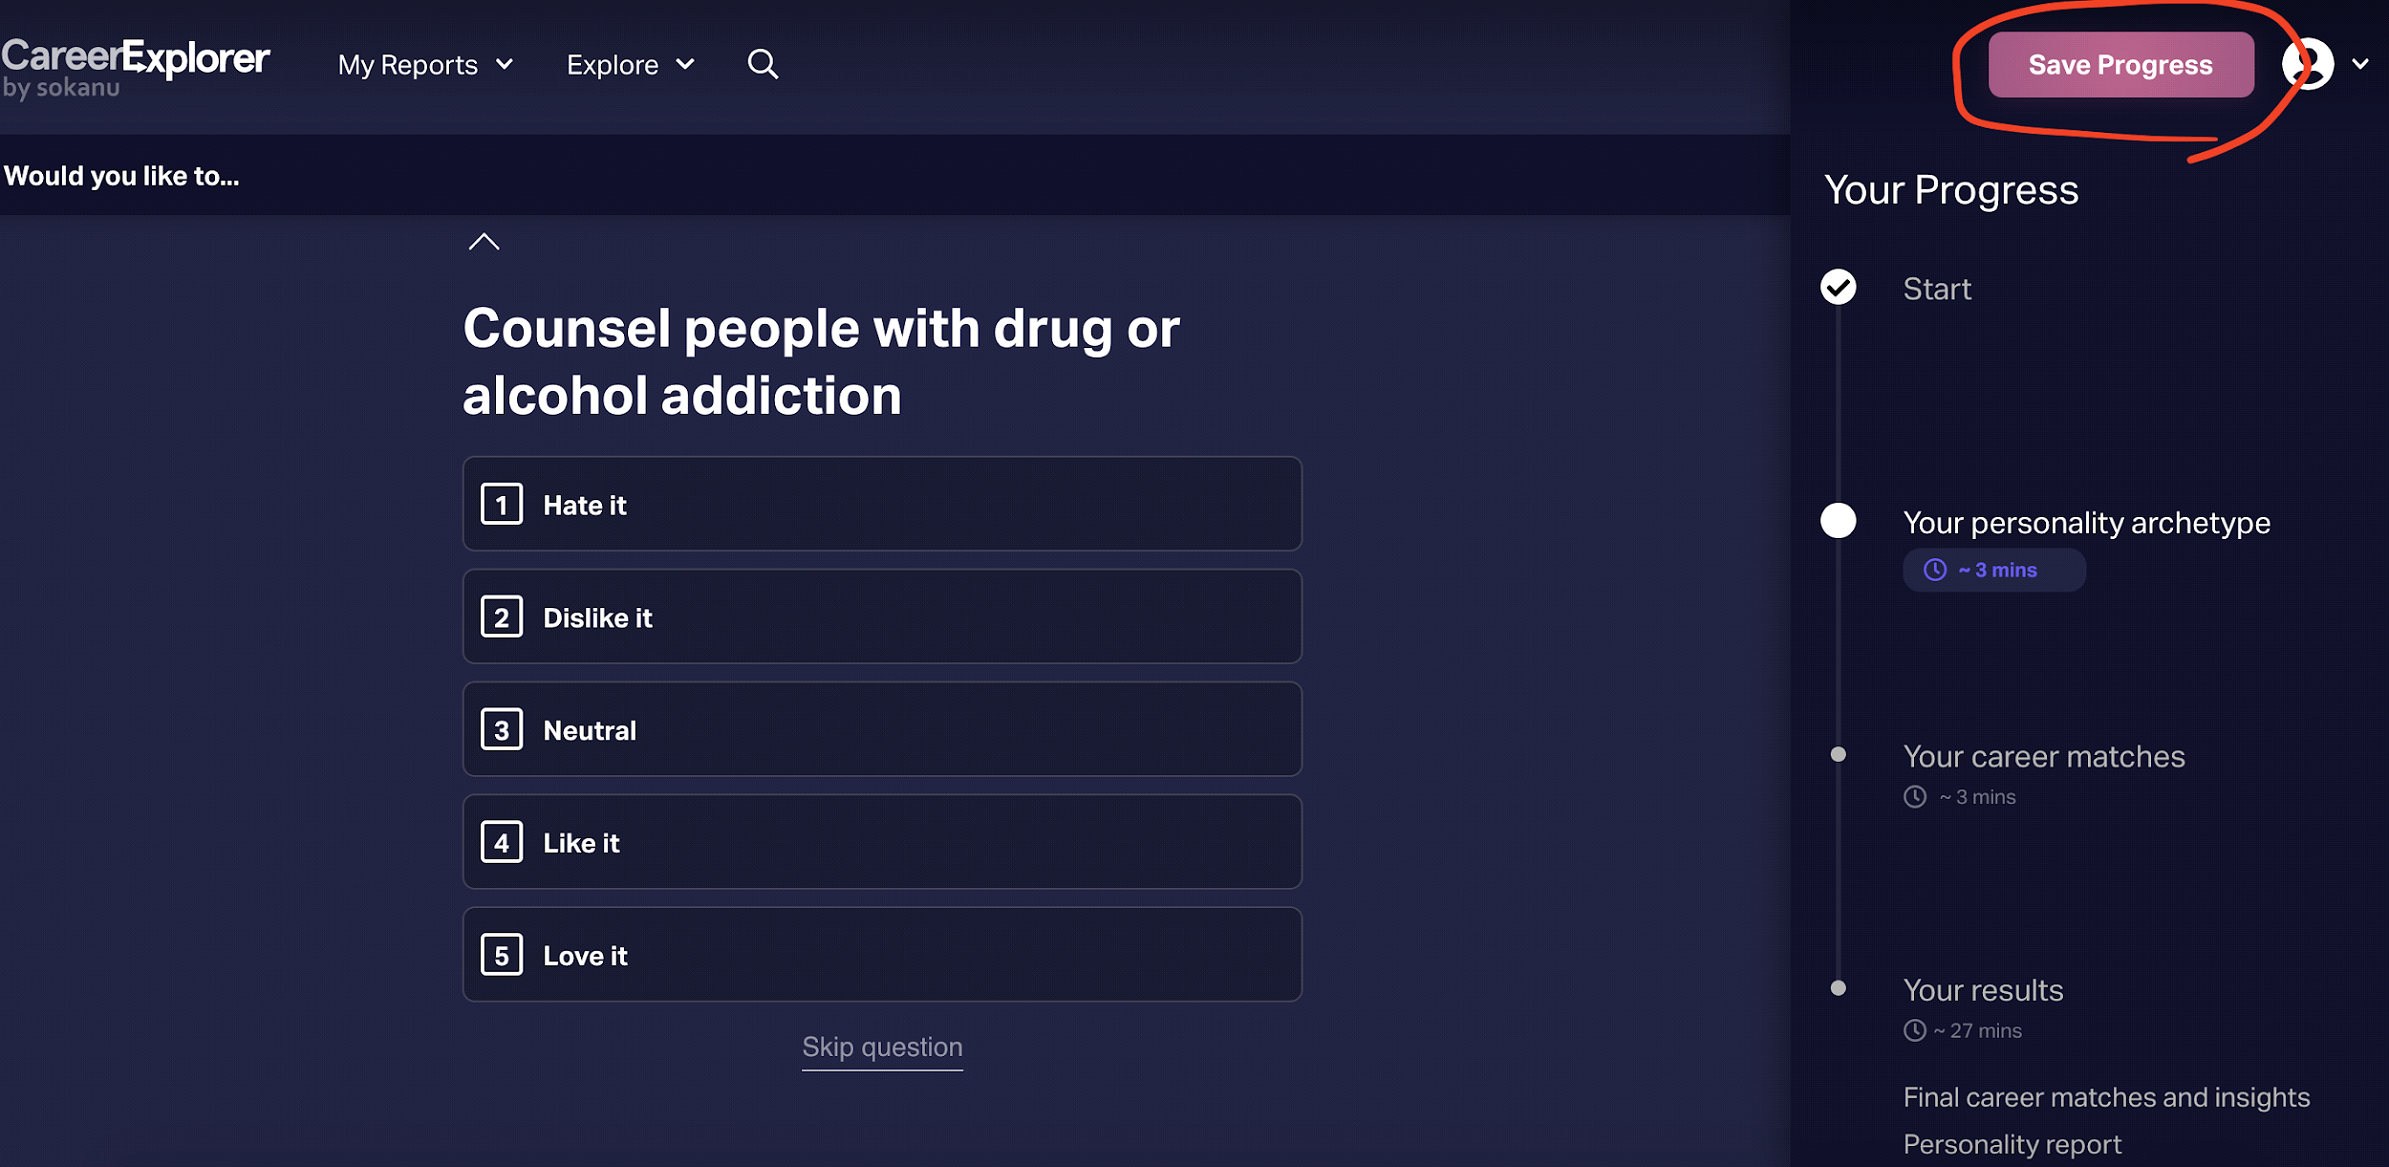 CareerExplorer
by sokanu
My Reports
Explore
Save Progress
Would you like to...
Counsel people with drug or
alcohol addiction
1 Hate it
2 Dislike it
3 Neutral
4 Like it
5 Love it
Skip question
Your Progress
Start
Your personality archetype
~ 3 mins
Your career matches
~ 3 mins
Your results
~ 27 mins
Final career matches and insights
Personality report